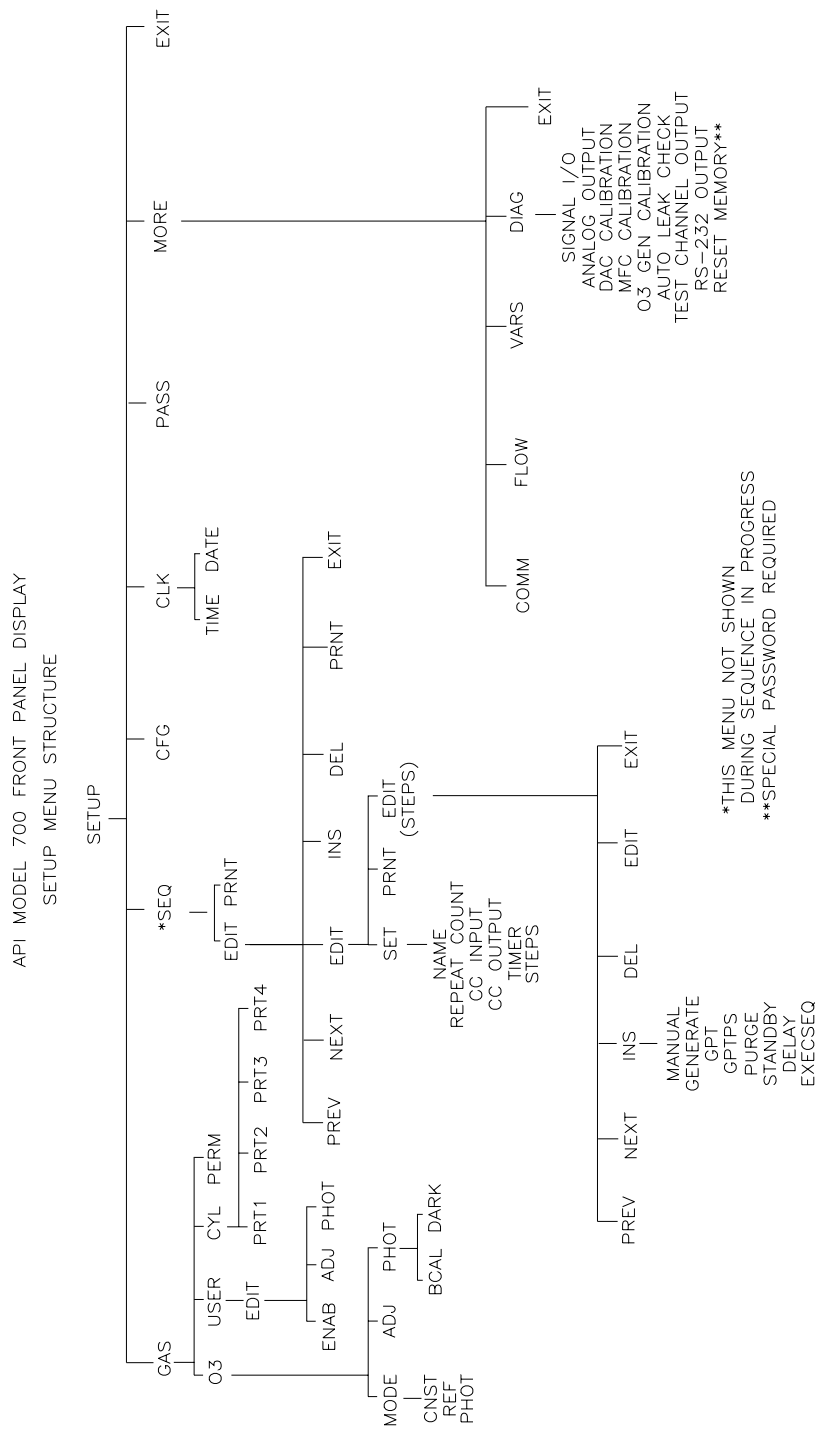 API MODEL 700 FRONT PANEL DISPLAY
SETUP MENU STRUCTURE
SETUP
GAS
*SEQ
CFG
CLK
PASS
MORE
EXIT
O3
USER
CYL
PERM
EDIT
PRNT
TIME
DATE
EDIT
PRT1
PRT2
PRT3
PRT4
ENAB
ADJ
PHOT
PREV
NEXT
EDIT
INS
DEL
PRNT
EXIT
MODE
ADJ
PHOT
SET
PRNT
EDIT
(STEPS)
CNST
REF
PHOT
BCAL
DARK
NAME
REPEAT COUNT
CC INPUT
CC OUTPUT
TIMER
STEPS
COMM
FLOW
VARS
DIAG
EXIT
SIGNAL I/O
ANALOG OUTPUT
DAC CALIBRATION
MFC CALIBRATION
O3 GEN CALIBRATION
AUTO LEAK CHECK
TEST CHANNEL OUTPUT
RS-232 OUTPUT
RESET MEMORY**
PREV
NEXT
INS
DEL
EDIT
EXIT
MANUAL
GENERATE
GPT
GPTPS
PURGE
STANDBY
DELAY
EXECSEQ
*THIS MENU NOT SHOWN
DURING SEQUENCE IN PROGRESS
**SPECIAL PASSWORD REQUIRED